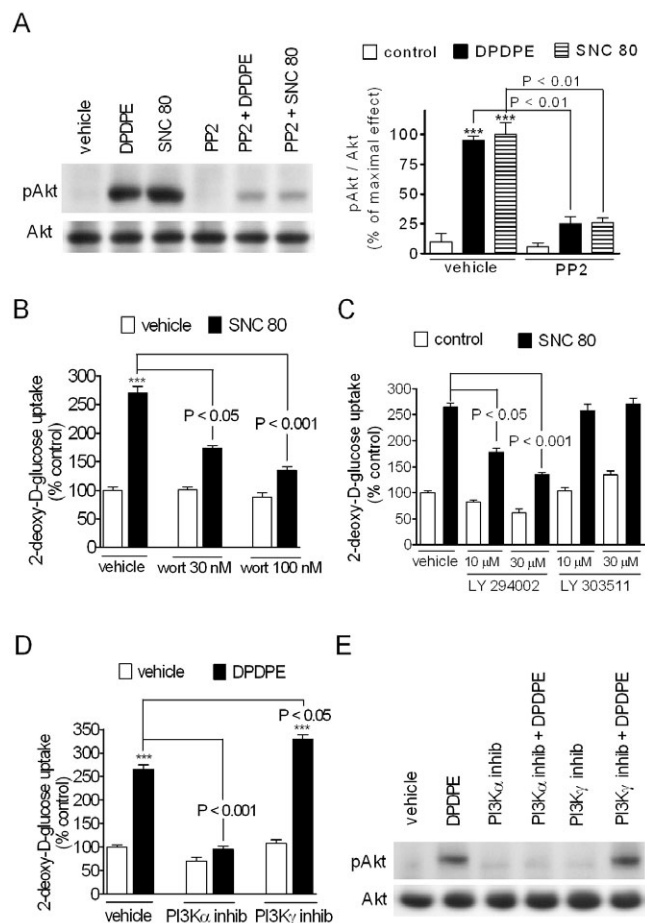 A
vehicle
DPDPE
SNC 80
PP2
PP2 + DPDPE
PP2 + SNC 80
pAkt
Akt
control DPDPE SNC 80
P < 0.01
P < 0.01
pAkt / Akt
(% of maximal effect)
100
75
50
25
0
*** ***
vehicle PP2
B
vehicle SNC 80
2-deoxy-D-glucose uptake
(% control)
300
250
200
150
100
50
0
***
P < 0.05
P < 0.001
vehicle wort 30 nM wort 100 nM
C
control SNC 80
2-deoxy-D-glucose uptake
(% control)
300
250
200
150
100
50
0
P < 0.05
P < 0.001
vehicle 10 µM 30 µM 10 µM 30 µM
LY 294002 LY 303511
D
vehicle DPDPE
2-deoxy-D-glucose uptake
(% control)
350
300
250
200
150
100
50
0
***
P < 0.001
P < 0.05
***
vehicle PI3Kα inhib PI3Kγ inhib
E
vehicle
DPDPE
PI3Kα inhib
PI3Kα inhib + DPDPE
PI3Kγ inhib
PI3Kγ inhib + DPDPE
pAkt
Akt